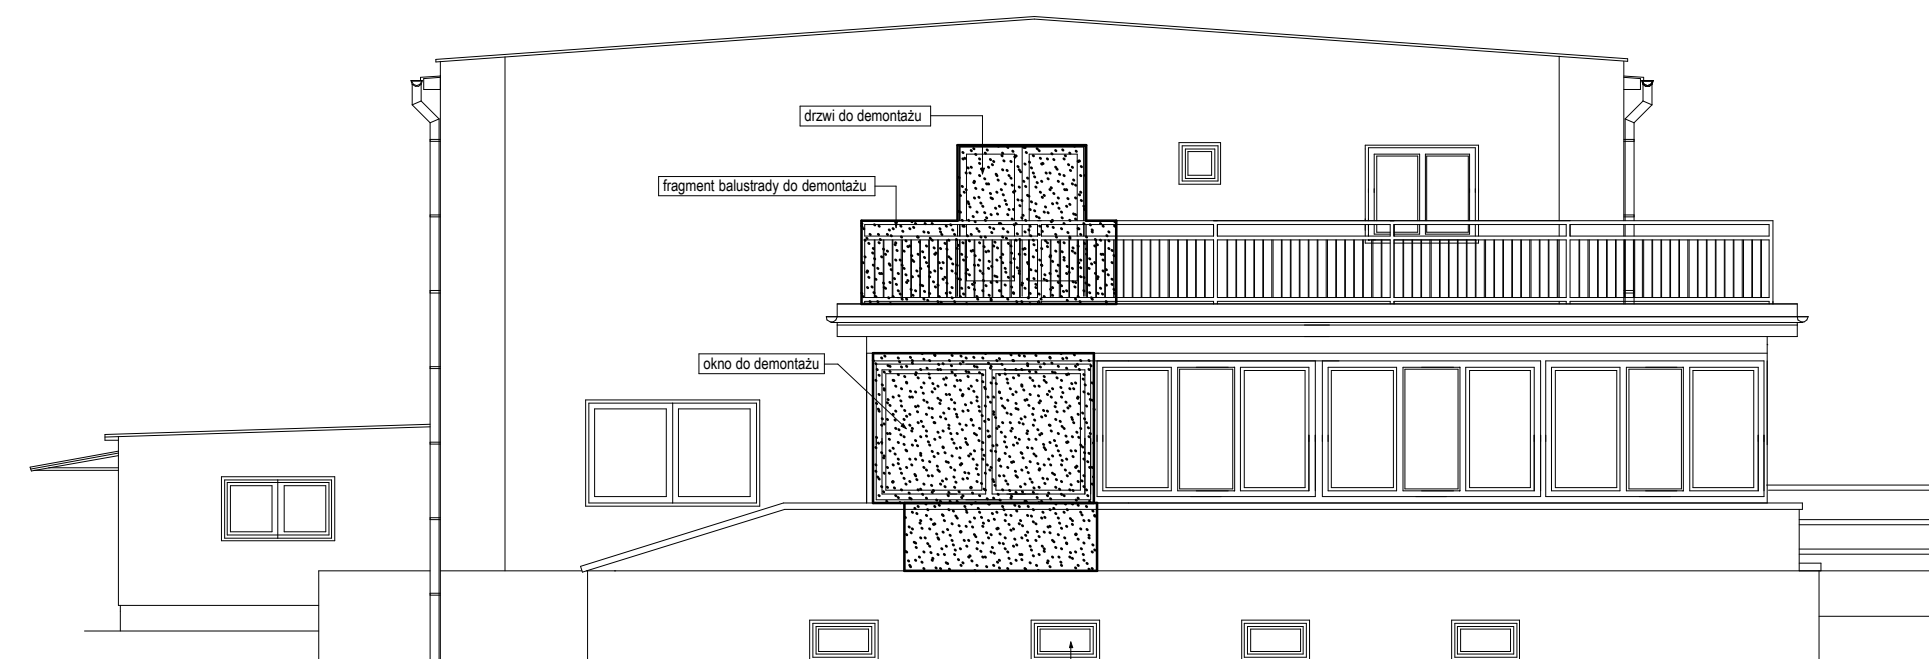 drzwi do demontażu
fragment balustrady do demontażu
okno do demontażu